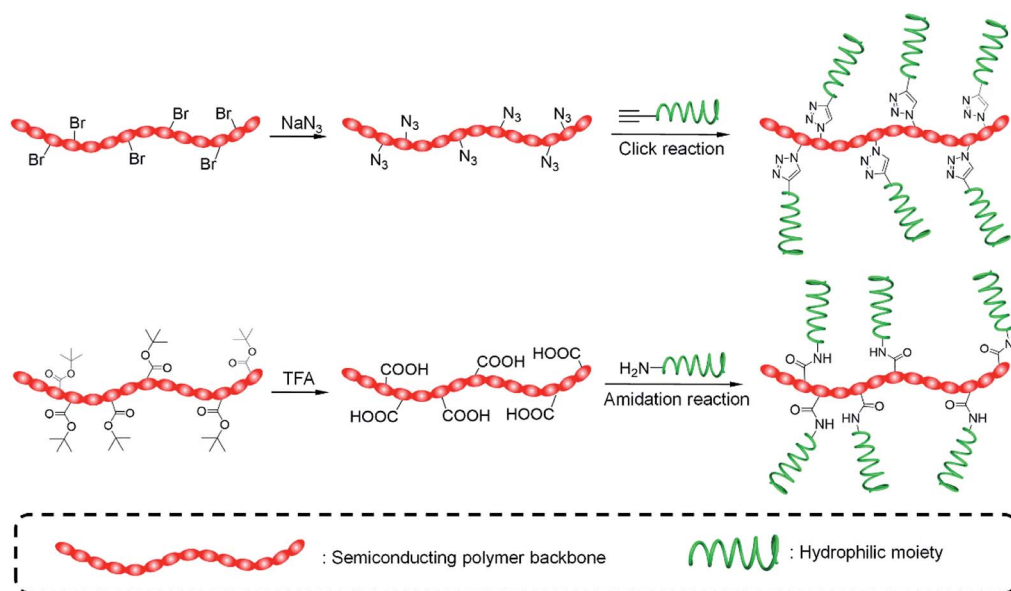 Br Br Br
Br Br Br
NaN₃
N₃ N₃ N₃
N₃ N₃ N₃
Click reaction
N N N
N N N
N N N
N N N
N N N
N N N
O O
O O
O O
O O
O O
O O
TFA
COOH COOH HOOC
HOOC COOH HOOC
H₂N
Amidation reaction
O NH
HN O
O N
O NH
HN O
O NH
: Semiconducting polymer backbone
: Hydrophilic moiety